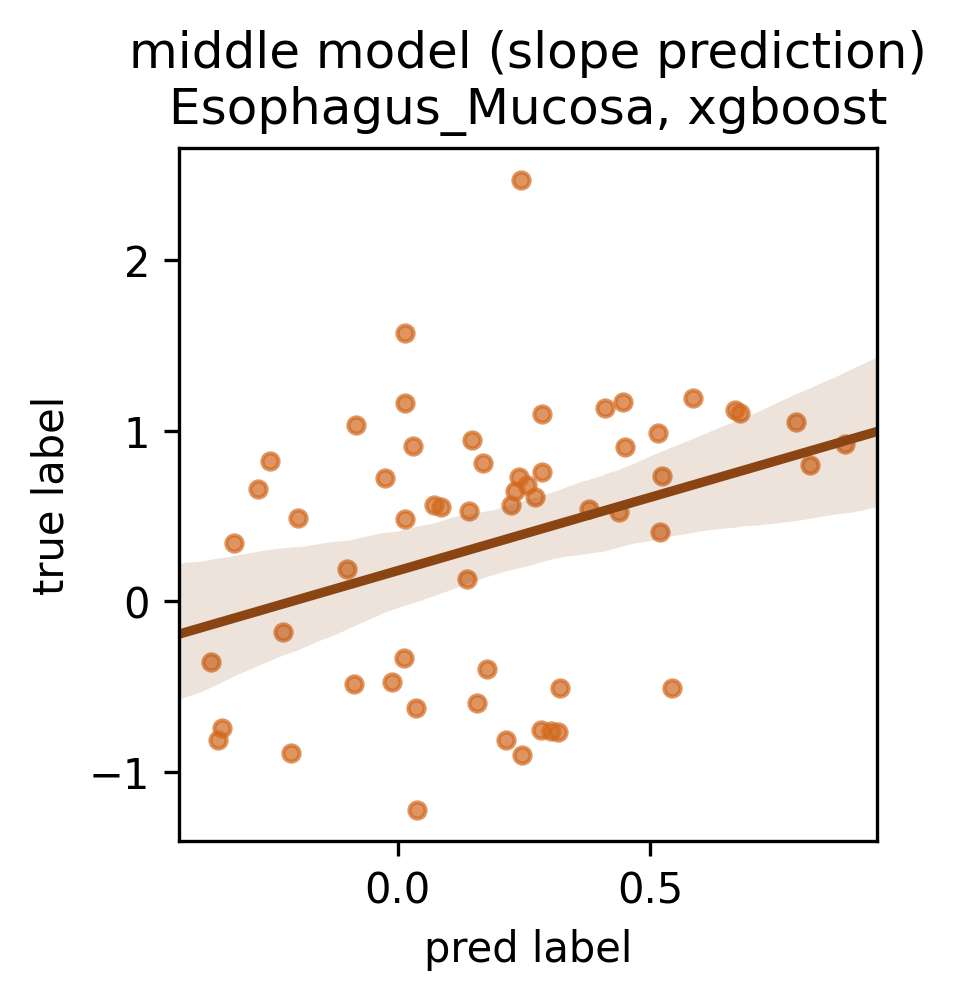 middle model (slope prediction)
Esophagus_Mucosa, xgboost
2
1
0
−1
true label
0.0 0.5
pred label